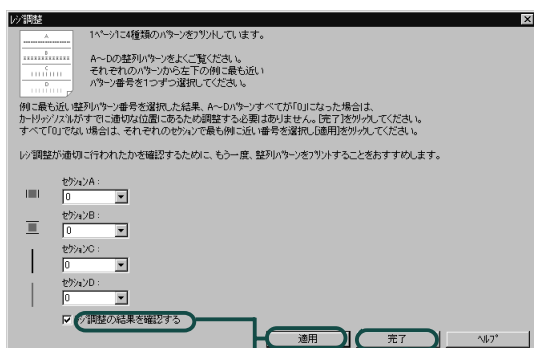 レジ調整
A
B
C
D
1ページに4種類のパターンをプリントしています。
A～Dの整列パターンをよくご覧ください。
それぞれのパターンから左下の例に最も近い
パターン番号を1つずつ選択してください。
例に最も近い整列パターン番号を選択した結果、A～Dパターンすべてが「0」になった場合は、
カートリッジ/ノズルがすでに適切な位置にあるため調整する必要はありません。[完了]をクリックしてください。
すべて「0」でない場合は、それぞれのセクションで最も例に近い番号を選択し、[適用]をクリックしてください。
レジ調整が適切に行われたかを確認するために、もう一度、整列パターンをプリントすることをおすすめします。
セクションA:
0
セクションB:
0
セクションC:
0
セクションD:
0
レジ調整の結果を確認する
適用
完了
ヘルプ